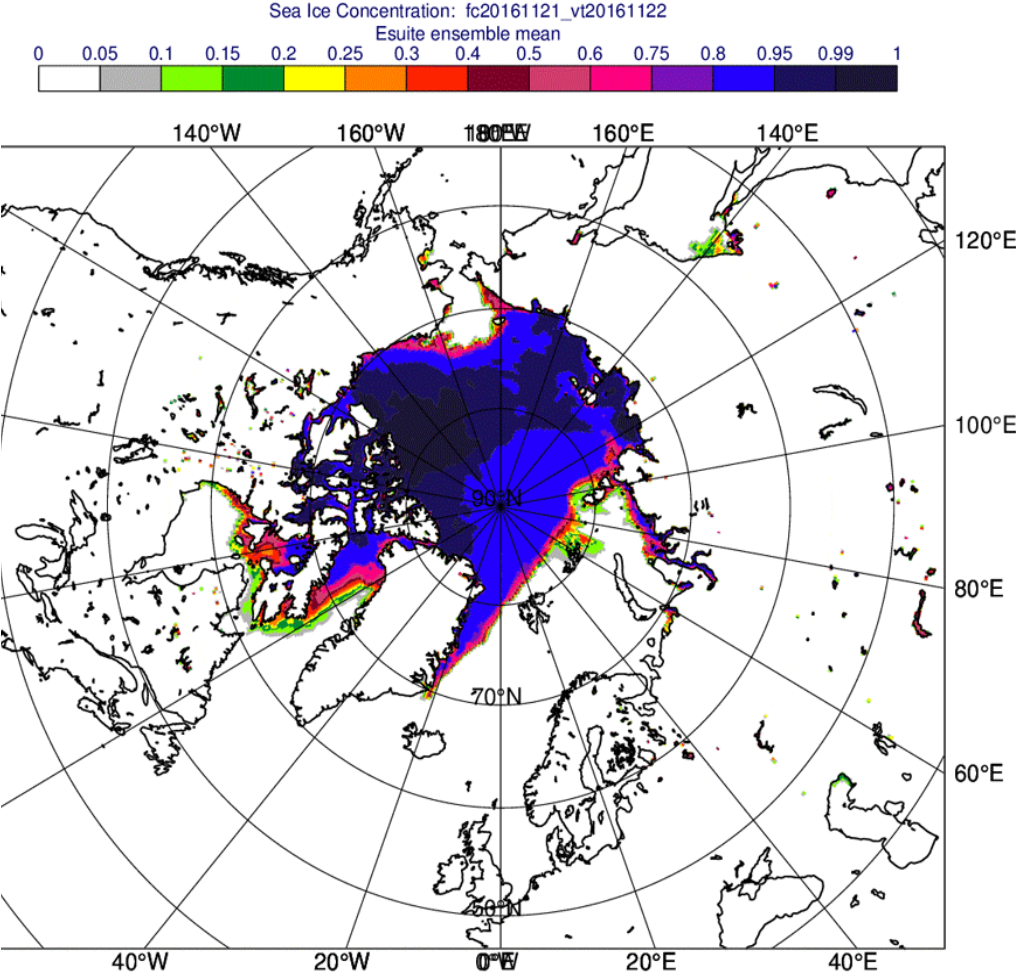 Sea Ice Concentration: fc20161121_vt20161122
Esuite ensemble mean
0 0.05 0.1 0.15 0.2 0.25 0.3 0.4 0.5 0.6 0.75 0.8 0.95 0.99 1
140°W 160°W 160°E 140°E
120°E
100°E
90°N
80°E
70°N
60°E
50°N
40°W 20°W 20°E 40°E